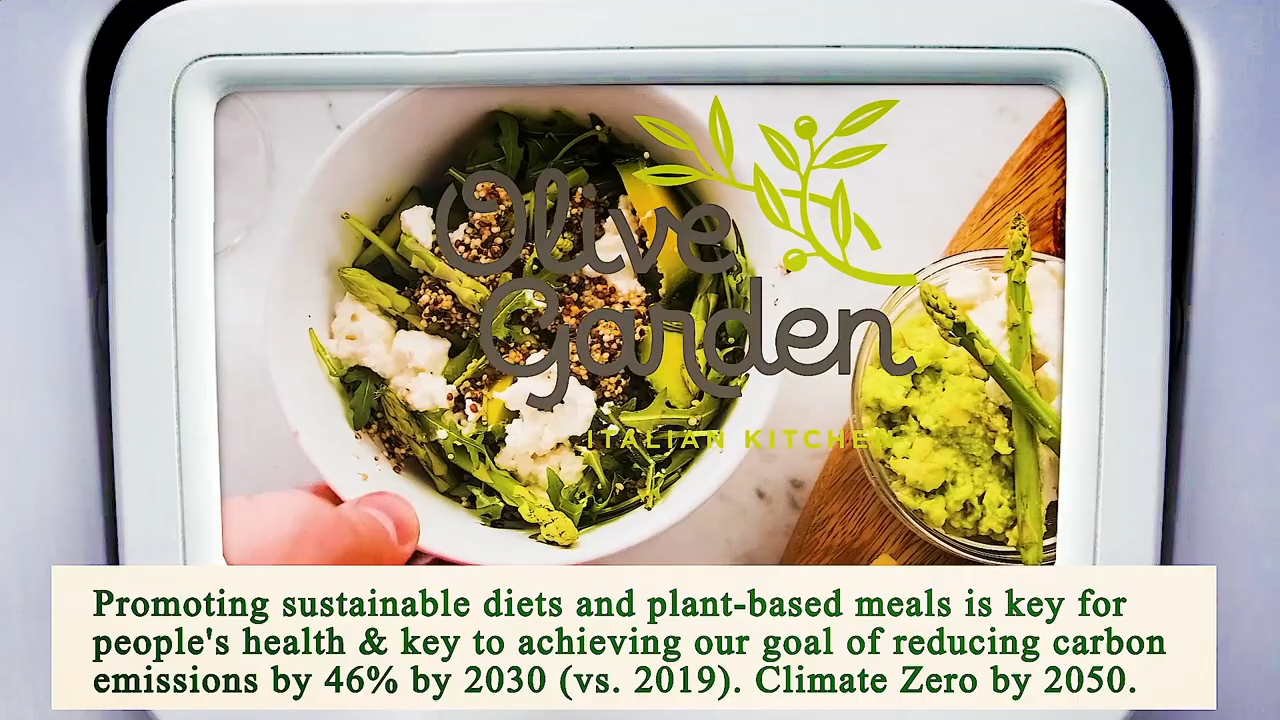 Olive
Garden
ITALIAN KITCHEN
Promoting sustainable diets and plant-based meals is key for
people's health & key to achieving our goal of reducing carbon
emissions by 46% by 2030 (vs. 2019). Climate Zero by 2050.